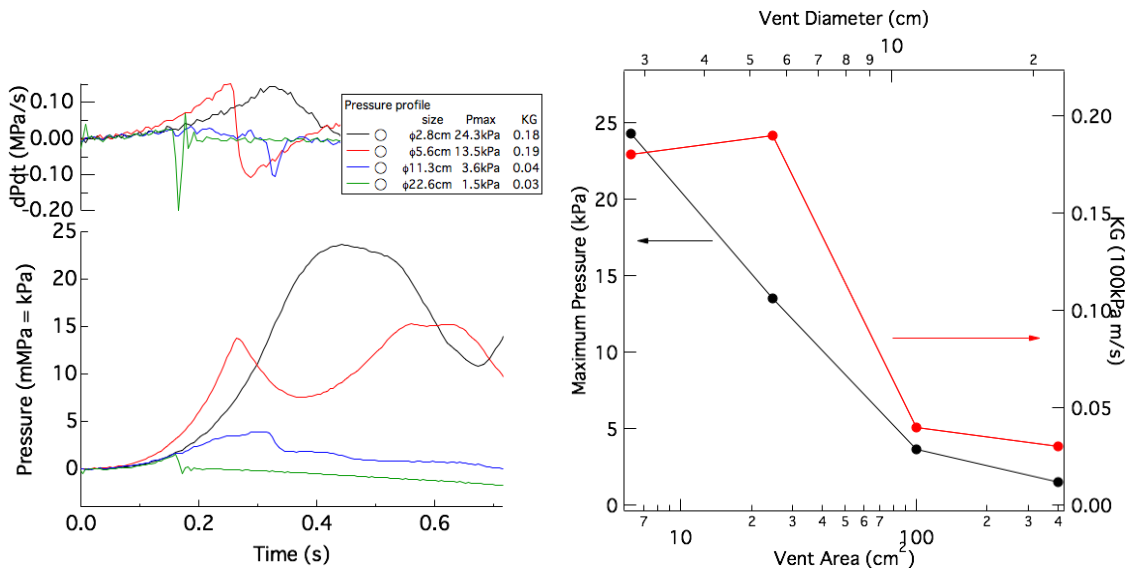 dPdt (MPa/s)
0.10
0.00
-0.10
-0.20
Pressure profile
size Pmax KG
φ2.8cm 24.3kPa 0.18
φ5.6cm 13.5kPa 0.19
φ11.3cm 3.6kPa 0.04
φ22.6cm 1.5kPa 0.03
Pressure (mMPa = kPa)
25
20
15
10
5
0
0.0 0.2 0.4 0.6
Time (s)
Vent Diameter (cm)
10
3 4 5 6 7 8 9 2
Maximum Pressure (kPa)
25
20
15
10
5
0
0.20
0.15
0.10
0.05
0.00
KG (100kPa m/s)
7 2 3 4 5 6 7 2 3 4
10 100
Vent Area (cm²)